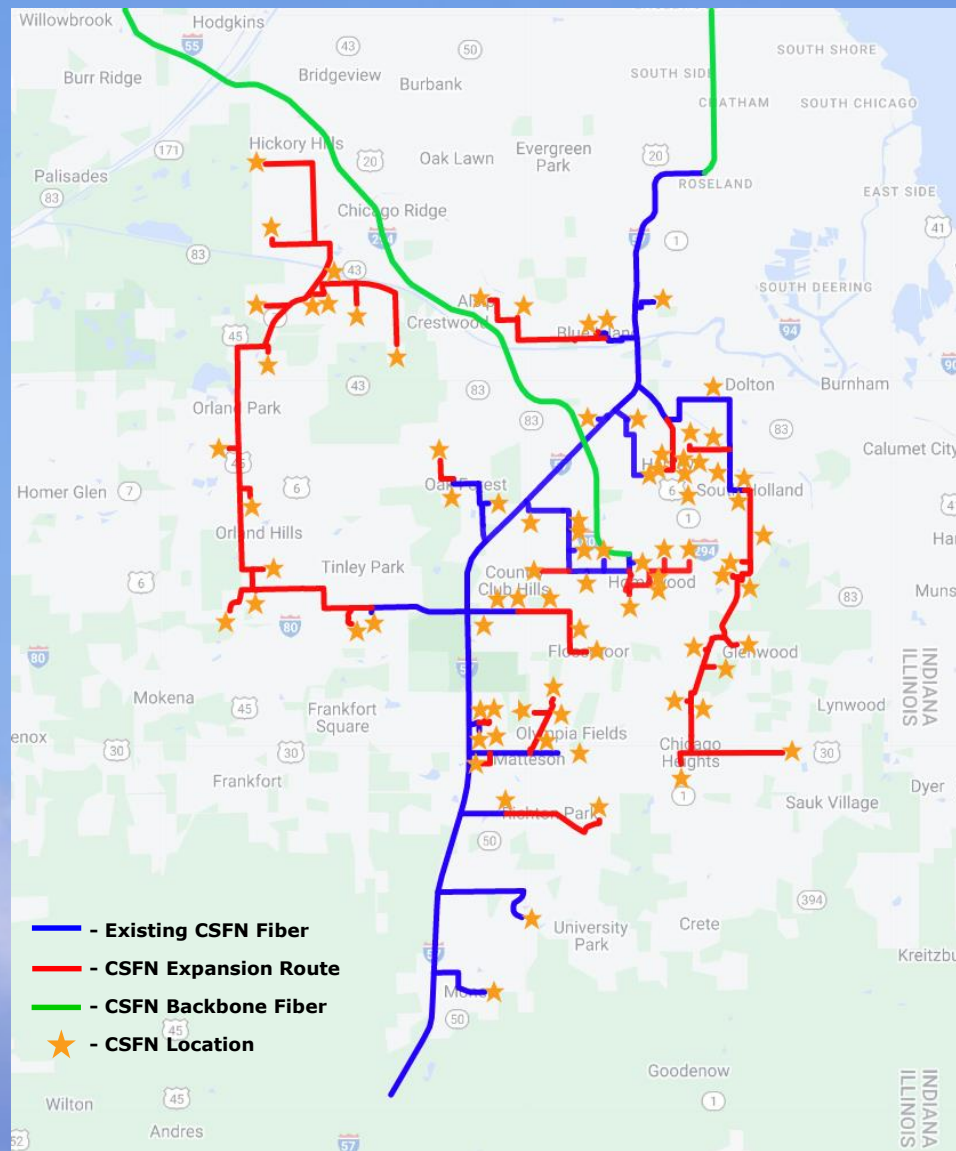 Willowbrook
Hodgkins
55
43
50
Bridgeview
Burbank
Burr Ridge
SOUTH SHORE
SOUTH SIDE
CHATHAM
SOUTH CHICAGO
171
Hickory Hills
20
Oak Lawn
Evergreen
Park
20
Palisades
83
ROSELAND
EAST SIDE
Chicago Ridge
41
1
83
43
SOUTH DEERING
Crestwood
94
45
83
43
Dolton
Burnham
Orland Park
83
83
Calumet City
45
Homer Glen
7
6
Oak Forest
6
South Holland
1
Orland Hills
294
Tinley Park
6
83
80
80
Glenwood
Mokena
45
Frankfort
Square
Lynwood
INDIANA
ILLINOIS
30
30
Olympia Fields
Matteson
Chicago
Heights
30
Frankfort
1
Dyer
Sauk Village
Richton Park
50
394
University
Park
Crete
50
45
Goodenow
1
Wilton
45
Andres
57
INDIANA
ILLINOIS
- Existing CSFN Fiber
- CSFN Expansion Route
- CSFN Backbone Fiber
- CSFN Location